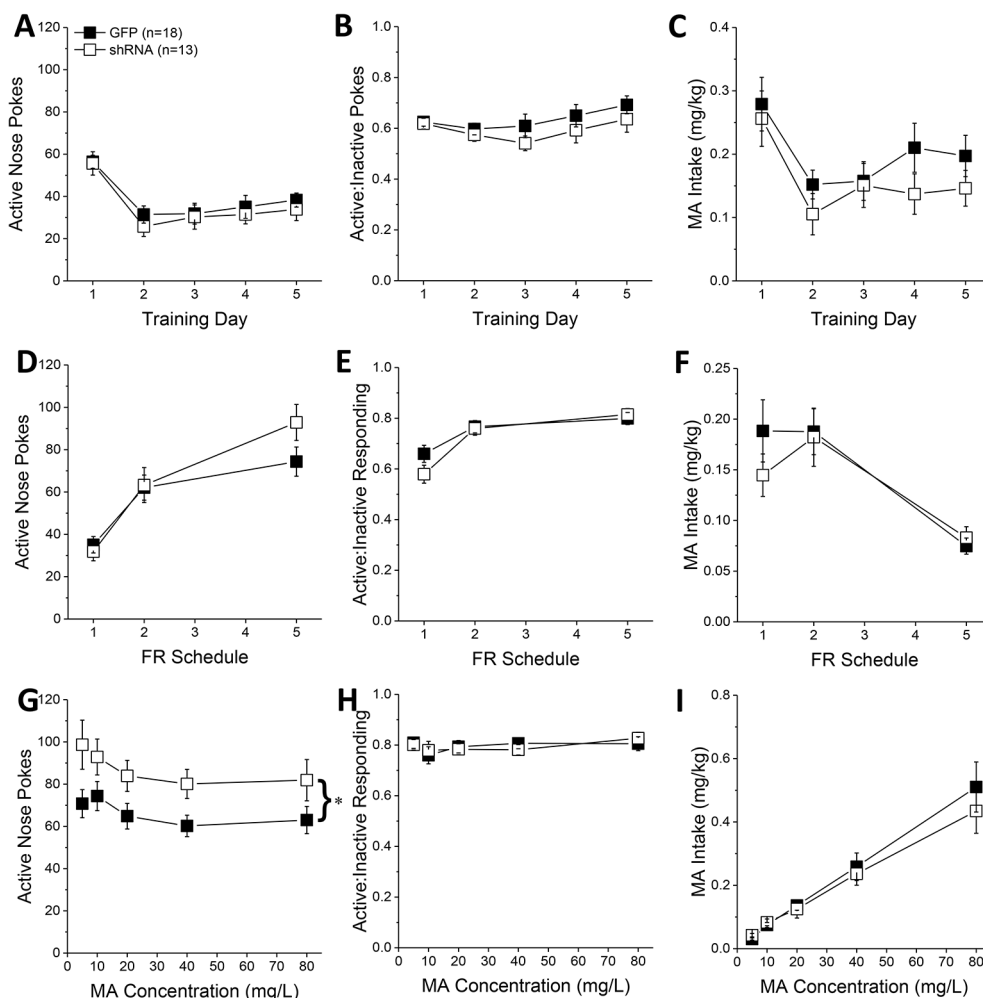 A
GFP (n=18)
shRNA (n=13)
120
100
80
60
40
20
0
Active Nose Pokes
1 2 3 4 5
Training Day
B
1.0
0.8
0.6
0.4
0.2
0.0
Active:Inactive Pokes
1 2 3 4 5
Training Day
C
0.4
0.3
0.2
0.1
0.0
MA Intake (mg/kg)
1 2 3 4 5
Training Day
D
120
100
80
60
40
20
0
Active Nose Pokes
1 2 3 4 5
FR Schedule
E
1.0
0.8
0.6
0.4
0.2
0.0
Active:Inactive Responding
1 2 3 4 5
FR Schedule
F
0.25
0.20
0.15
0.10
0.05
0.00
MA Intake (mg/kg)
1 2 3 4 5
FR Schedule
G
120
100
80
60
40
20
0
Active Nose Pokes
} *
0 10 20 30 40 50 60 70 80
MA Concentration (mg/L)
H
1.0
0.8
0.6
0.4
0.2
0.0
Active:Inactive Responding
0 10 20 30 40 50 60 70 80
MA Concentration (mg/L)
I
0.8
0.6
0.4
0.2
0.0
MA Intake (mg/kg)
0 10 20 30 40 50 60 70 80
MA Concentration (mg/L)